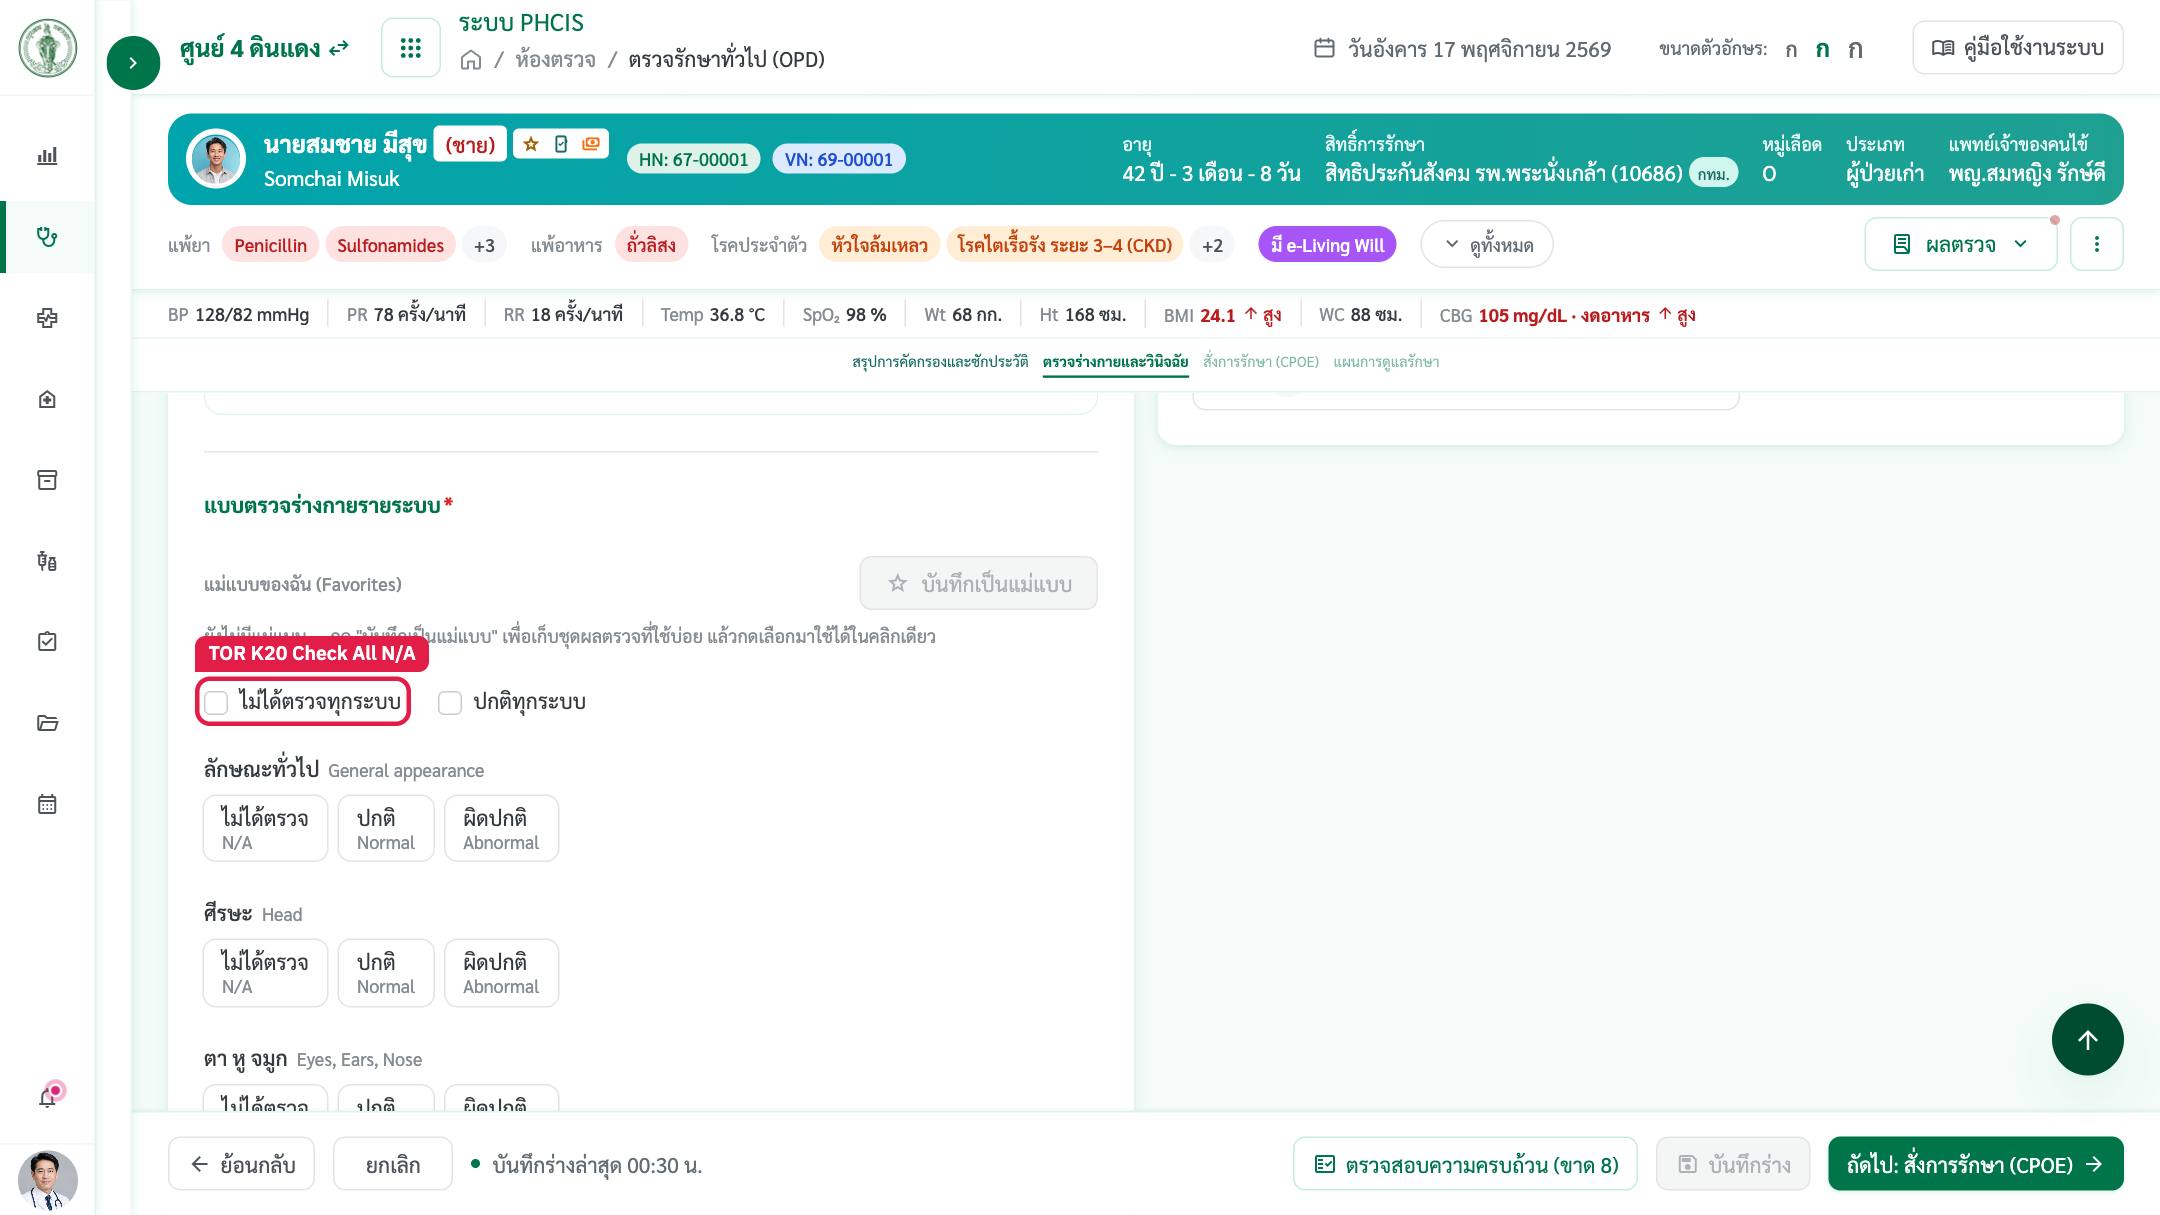 ศูนย์ 4 ดินแดง
ระบบ PHCIS
/ ห้องตรวจ / ตรวจรักษาทั่วไป (OPD)
วันอังคาร 17 พฤศจิกายน 2569
ขนาดตัวอักษร: ก ก ก
คู่มือใช้งานระบบ
นายสมชาย มีสุข (ชาย)
Somchai Misuk
HN: 67-00001
VN: 69-00001
อายุ
42 ปี - 3 เดือน - 8 วัน
สิทธิ์การรักษา
สิทธิประกันสังคม รพ.พระนั่งเกล้า (10686) กทม.
หมู่เลือด
O
ประเภท
ผู้ป่วยเก่า
แพทย์เจ้าของคนไข้
พญ.สมหญิง รักษ์ดี
แพ้ยา Penicillin Sulfonamides +3 แพ้อาหาร ถั่วลิสง โรคประจำตัว หัวใจล้มเหลว โรคไตเรื้อรัง ระยะ 3–4 (CKD) +2 มี e-Living Will ดูทั้งหมด
ผลตรวจ
BP 128/82 mmHg PR 78 ครั้ง/นาที RR 18 ครั้ง/นาที Temp 36.8 °C SpO₂ 98 % Wt 68 กก. Ht 168 ซม. BMI 24.1 ↑ สูง WC 88 ซม. CBG 105 mg/dL · งดอาหาร ↑ สูง
สรุปการคัดกรองและซักประวัติ ตรวจร่างกายและวินิจฉัย สั่งการรักษา (CPOE) แผนการดูแลรักษา
แบบตรวจร่างกายรายระบบ*
แม่แบบของฉัน (Favorites)
บันทึกเป็นแม่แบบ
"บันทึกเป็นแม่แบบ" เพื่อเก็บชุดผลตรวจที่ใช้บ่อย แล้วกดเลือกมาใช้ได้ในคลิกเดียว
TOR K20 Check All N/A
ไม่ได้ตรวจทุกระบบ ปกติทุกระบบ
ลักษณะทั่วไป General appearance
ไม่ได้ตรวจ ปกติ ผิดปกติ
N/A Normal Abnormal
ศีรษะ Head
ไม่ได้ตรวจ ปกติ ผิดปกติ
N/A Normal Abnormal
ตา หู จมูก Eyes, Ears, Nose
ไม่ได้ตรวจ ปกติ ผิดปกติ
← ย้อนกลับ
ยกเลิก
บันทึกร่างล่าสุด 00:30 น.
ตรวจสอบความครบถ้วน (ขาด 8)
บันทึกร่าง
ถัดไป: สั่งการรักษา (CPOE) →